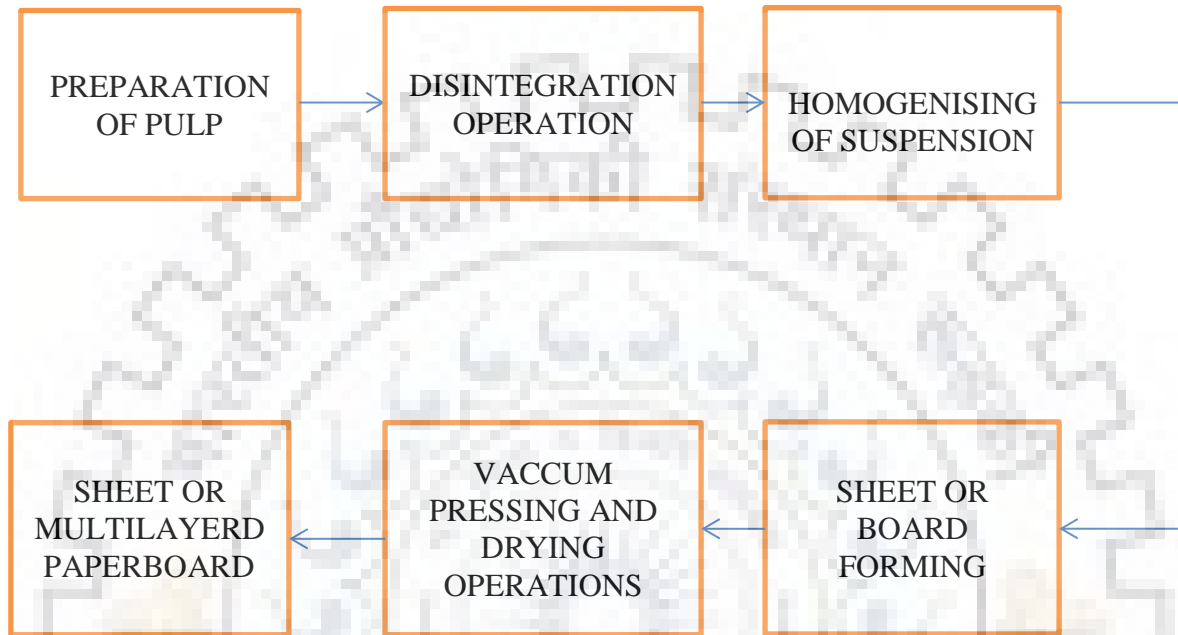 PREPARATION
OF PULP
DISINTEGRATION
OPERATION
HOMOGENISING
OF SUSPENSION
SHEET OR
BOARD
FORMING
VACCUM
PRESSING AND
DRYING
OPERATIONS
SHEET OR
MULTILAYERD
PAPERBOARD